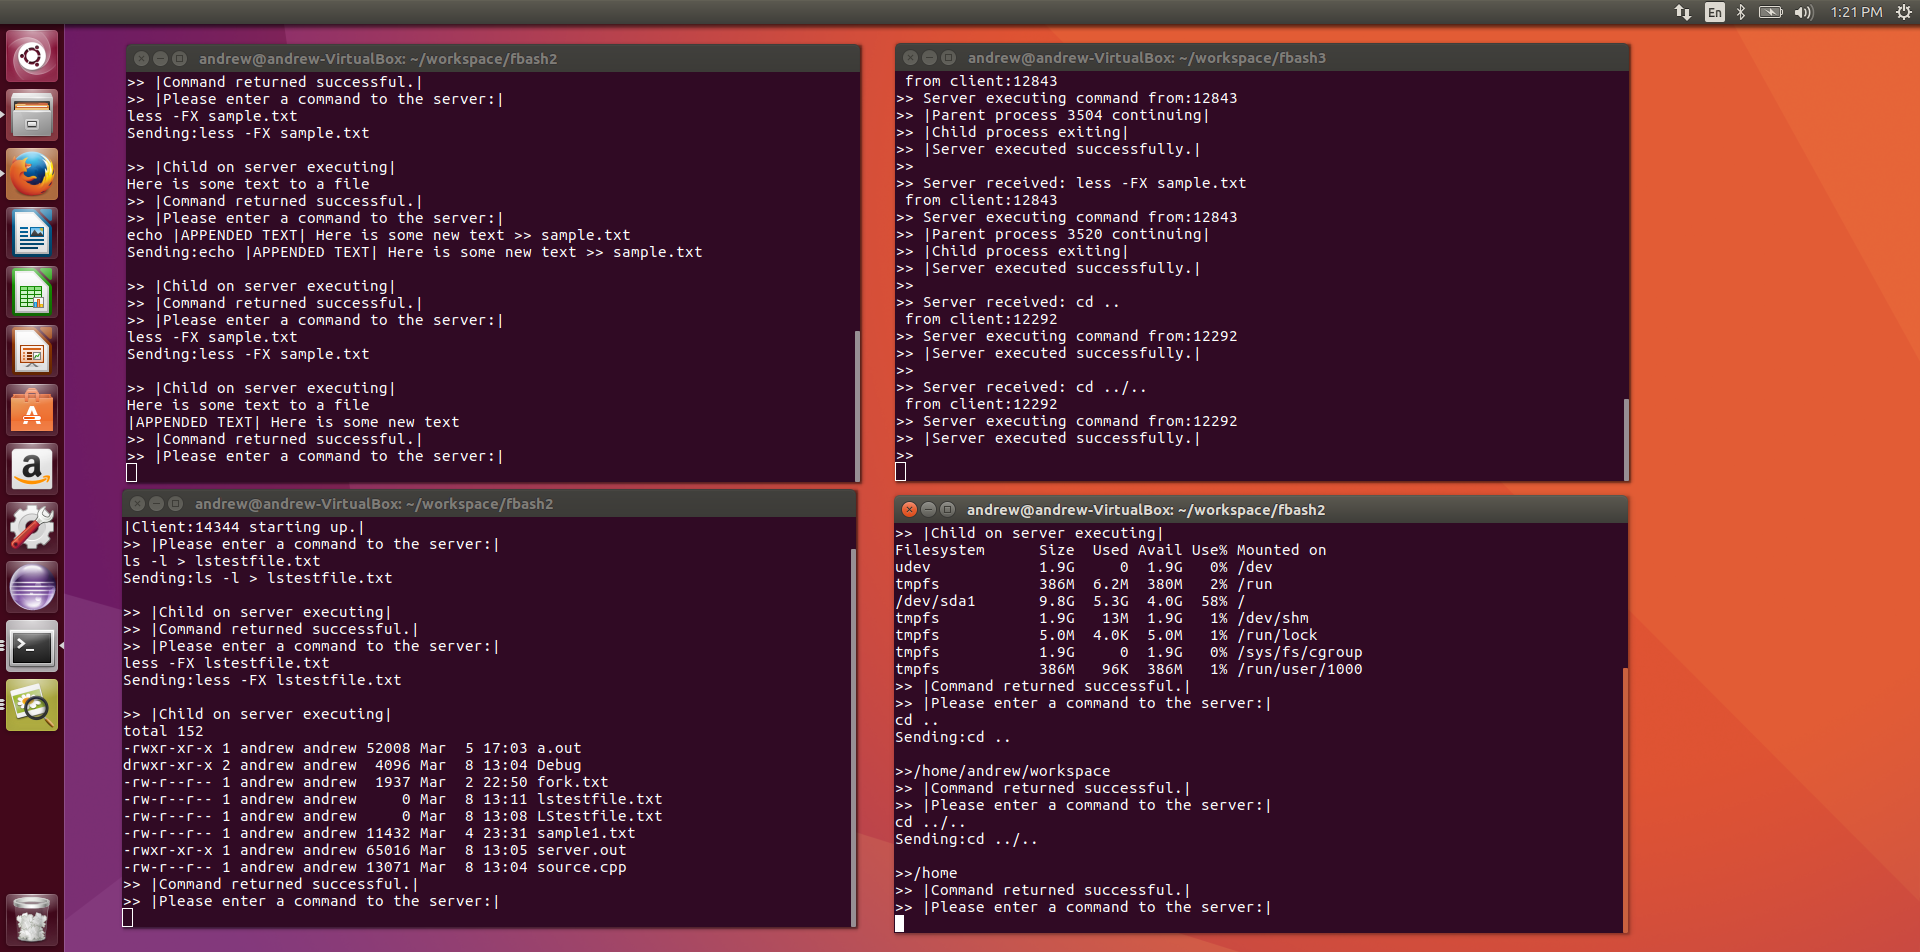 En
1:21 PM
andrew@andrew-VirtualBox: ~/workspace/fbash2
>> |Command returned successful.|
>> |Please enter a command to the server:|
less -FX sample.txt
Sending:less -FX sample.txt
>> |Child on server executing|
Here is some text to a file
>> |Command returned successful.|
>> |Please enter a command to the server:|
echo |APPENDED TEXT| Here is some new text >> sample.txt
Sending:echo |APPENDED TEXT| Here is some new text >> sample.txt
>> |Child on server executing|
>> |Command returned successful.|
>> |Please enter a command to the server:|
less -FX sample.txt
Sending:less -FX sample.txt
>> |Child on server executing|
Here is some text to a file
|APPENDED TEXT| Here is some new text
>> |Command returned successful.|
>> |Please enter a command to the server:|
andrew@andrew-VirtualBox: ~/workspace/fbash3
from client:12843
>> Server executing command from:12843
>> |Parent process 3504 continuing|
>> |Child process exiting|
>> |Server executed successfully.|
>>
>> Server received: less -FX sample.txt
from client:12843
>> Server executing command from:12843
>> |Parent process 3520 continuing|
>> |Child process exiting|
>> |Server executed successfully.|
>>
>> Server received: cd ..
from client:12292
>> Server executing command from:12292
>> |Server executed successfully.|
>>
>> Server received: cd ../..
from client:12292
>> Server executing command from:12292
>> |Server executed successfully.|
>>
andrew@andrew-VirtualBox: ~/workspace/fbash2
|Client:14344 starting up.|
>> |Please enter a command to the server:|
ls -l > lstestfile.txt
Sending:ls -l > lstestfile.txt
>> |Child on server executing|
>> |Command returned successful.|
>> |Please enter a command to the server:|
less -FX lstestfile.txt
Sending:less -FX lstestfile.txt
>> |Child on server executing|
total 152
-rwxr-xr-x 1 andrew andrew 52008 Mar  5 17:03 a.out
drwxr-xr-x 2 andrew andrew  4096 Mar  8 13:04 Debug
-rw-r--r-- 1 andrew andrew  1937 Mar  2 22:50 fork.txt
-rw-r--r-- 1 andrew andrew     0 Mar  8 13:11 lstestfile.txt
-rw-r--r-- 1 andrew andrew     0 Mar  8 13:08 LStestfile.txt
-rw-r--r-- 1 andrew andrew 11432 Mar  4 23:31 sample1.txt
-rwxr-xr-x 1 andrew andrew 65016 Mar  8 13:05 server.out
-rw-r--r-- 1 andrew andrew 13071 Mar  8 13:04 source.cpp
>> |Command returned successful.|
>> |Please enter a command to the server:|
andrew@andrew-VirtualBox: ~/workspace/fbash2
>> |Child on server executing|
Filesystem      Size  Used Avail Use% Mounted on
udev            1.9G     0  1.9G   0% /dev
tmpfs           386M  6.2M  380M   2% /run
/dev/sda1       9.8G  5.3G  4.0G  58% /
tmpfs           1.9G   13M  1.9G   1% /dev/shm
tmpfs           5.0M  4.0K  5.0M   1% /run/lock
tmpfs           1.9G     0  1.9G   0% /sys/fs/cgroup
tmpfs           386M   96K  386M   1% /run/user/1000
>> |Command returned successful.|
>> |Please enter a command to the server:|
cd ..
Sending:cd ..
>>/home/andrew/workspace
>> |Command returned successful.|
>> |Please enter a command to the server:|
cd ../..
Sending:cd ../..
>>/home
>> |Command returned successful.|
>> |Please enter a command to the server:|